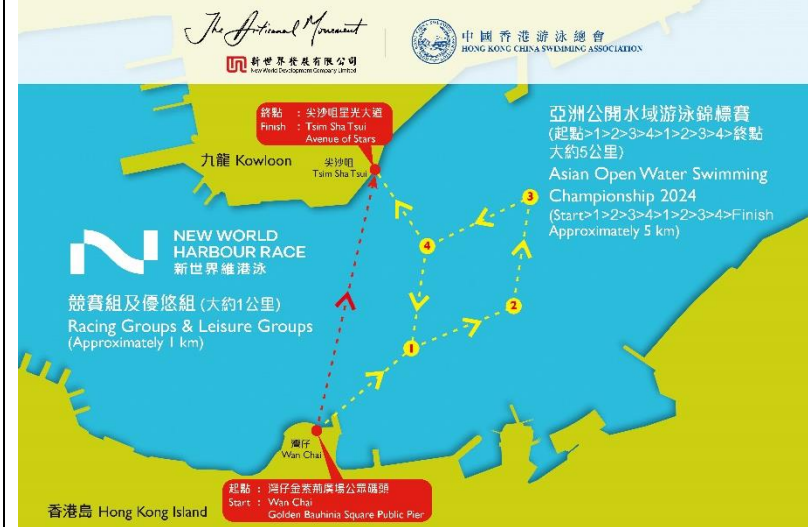 The Artisanal Movement
新世界發展有限公司
New World Development Company Limited
中國香港游泳總會
HONG KONG CHINA SWIMMING ASSOCIATION
終點 : 尖沙咀星光大道
Finish : Tsim Sha Tsui
Avenue of Stars
九龍 Kowloon
尖沙咀
Tsim Sha Tsui
亞洲公開水域游泳錦標賽
(起點>1>2>3>4>1>2>3>4>終點
大約5公里)
Asian Open Water Swimming
Championship 2024
(Start>1>2>3>4>1>2>3>4>Finish
Approximately 5 km)
3
4
NEW WORLD
HARBOUR RACE
新世界維港泳
競賽組及優悠組 (大約1公里)
Racing Groups & Leisure Groups
(Approximately 1 km)
2
1
灣仔
Wan Chai
起點 : 灣仔金紫荊廣場公眾碼頭
Start : Wan Chai
Golden Bauhinia Square Public Pier
香港島 Hong Kong Island